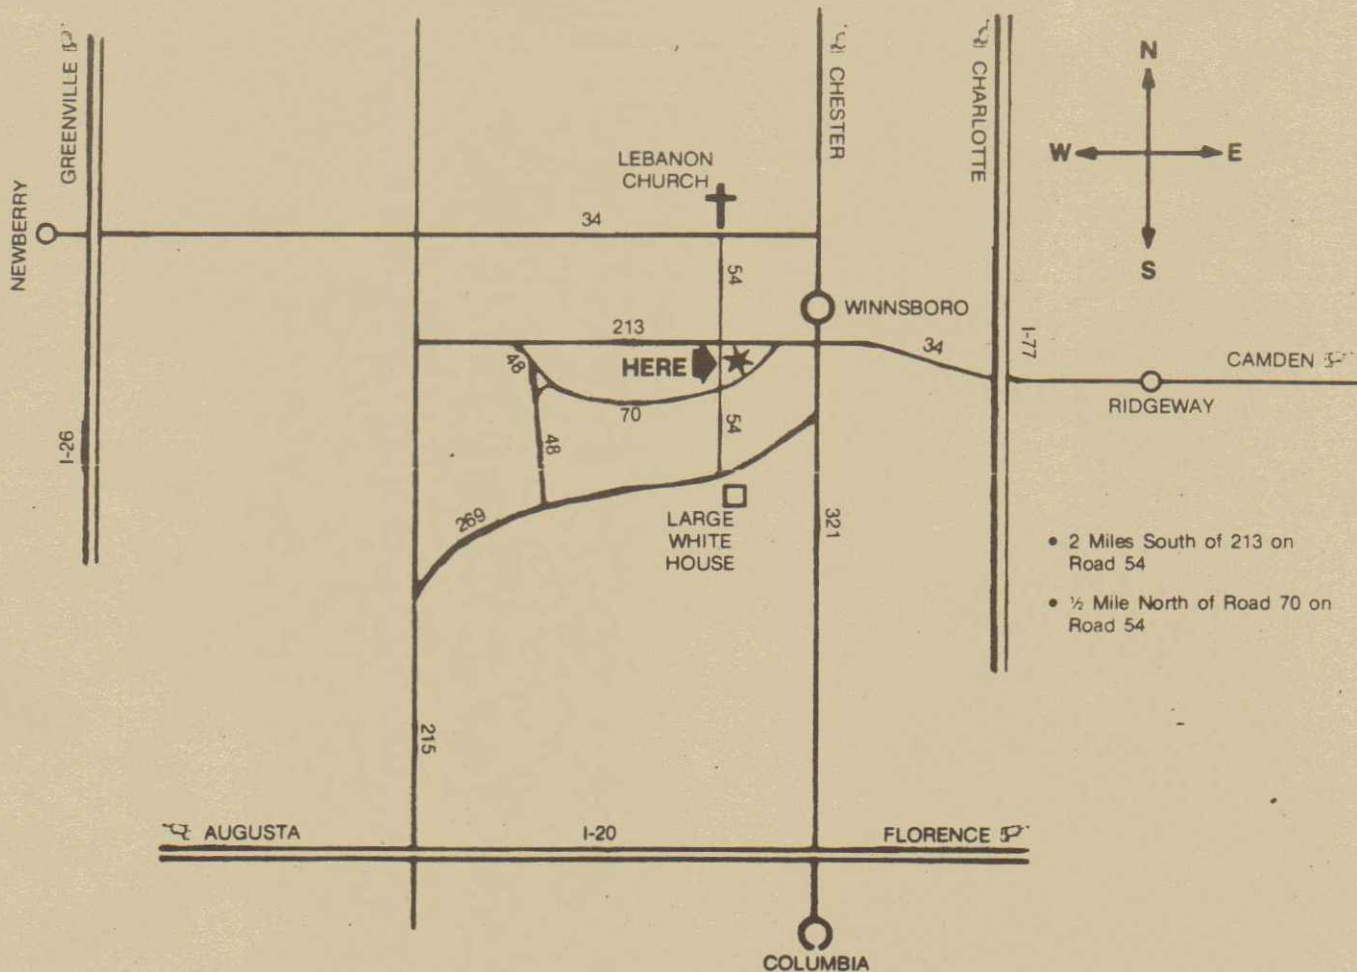 GREENVILLE
CHESTER
CHARLOTTE
N
W E
S
LEBANON
CHURCH
NEWBERRY
34
54
WINNSBORO
213
48
HERE
34
I-77
CAMDEN
RIDGEWAY
70
54
I-26
48
269
LARGE
WHITE
HOUSE
321
• 2 Miles South of 213 on
Road 54
• ½ Mile North of Road 70 on
Road 54
215
AUGUSTA
I-20
FLORENCE
COLUMBIA